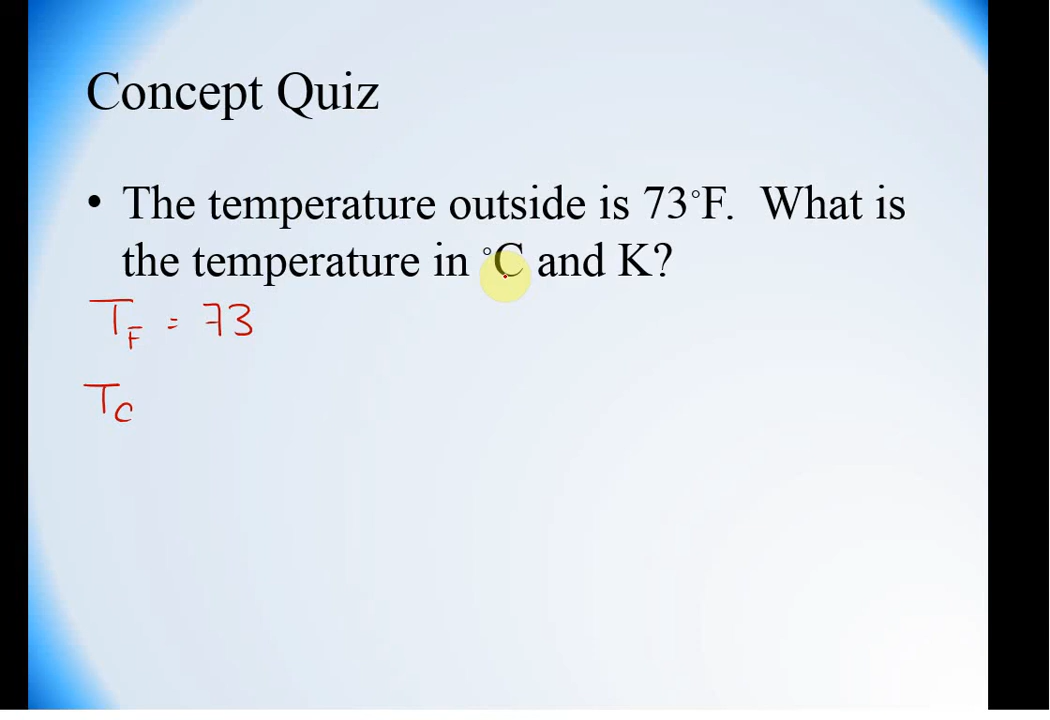 Concept Quiz
• The temperature outside is 73°F. What is
the temperature in °C and K?
T_F = 73
T_C